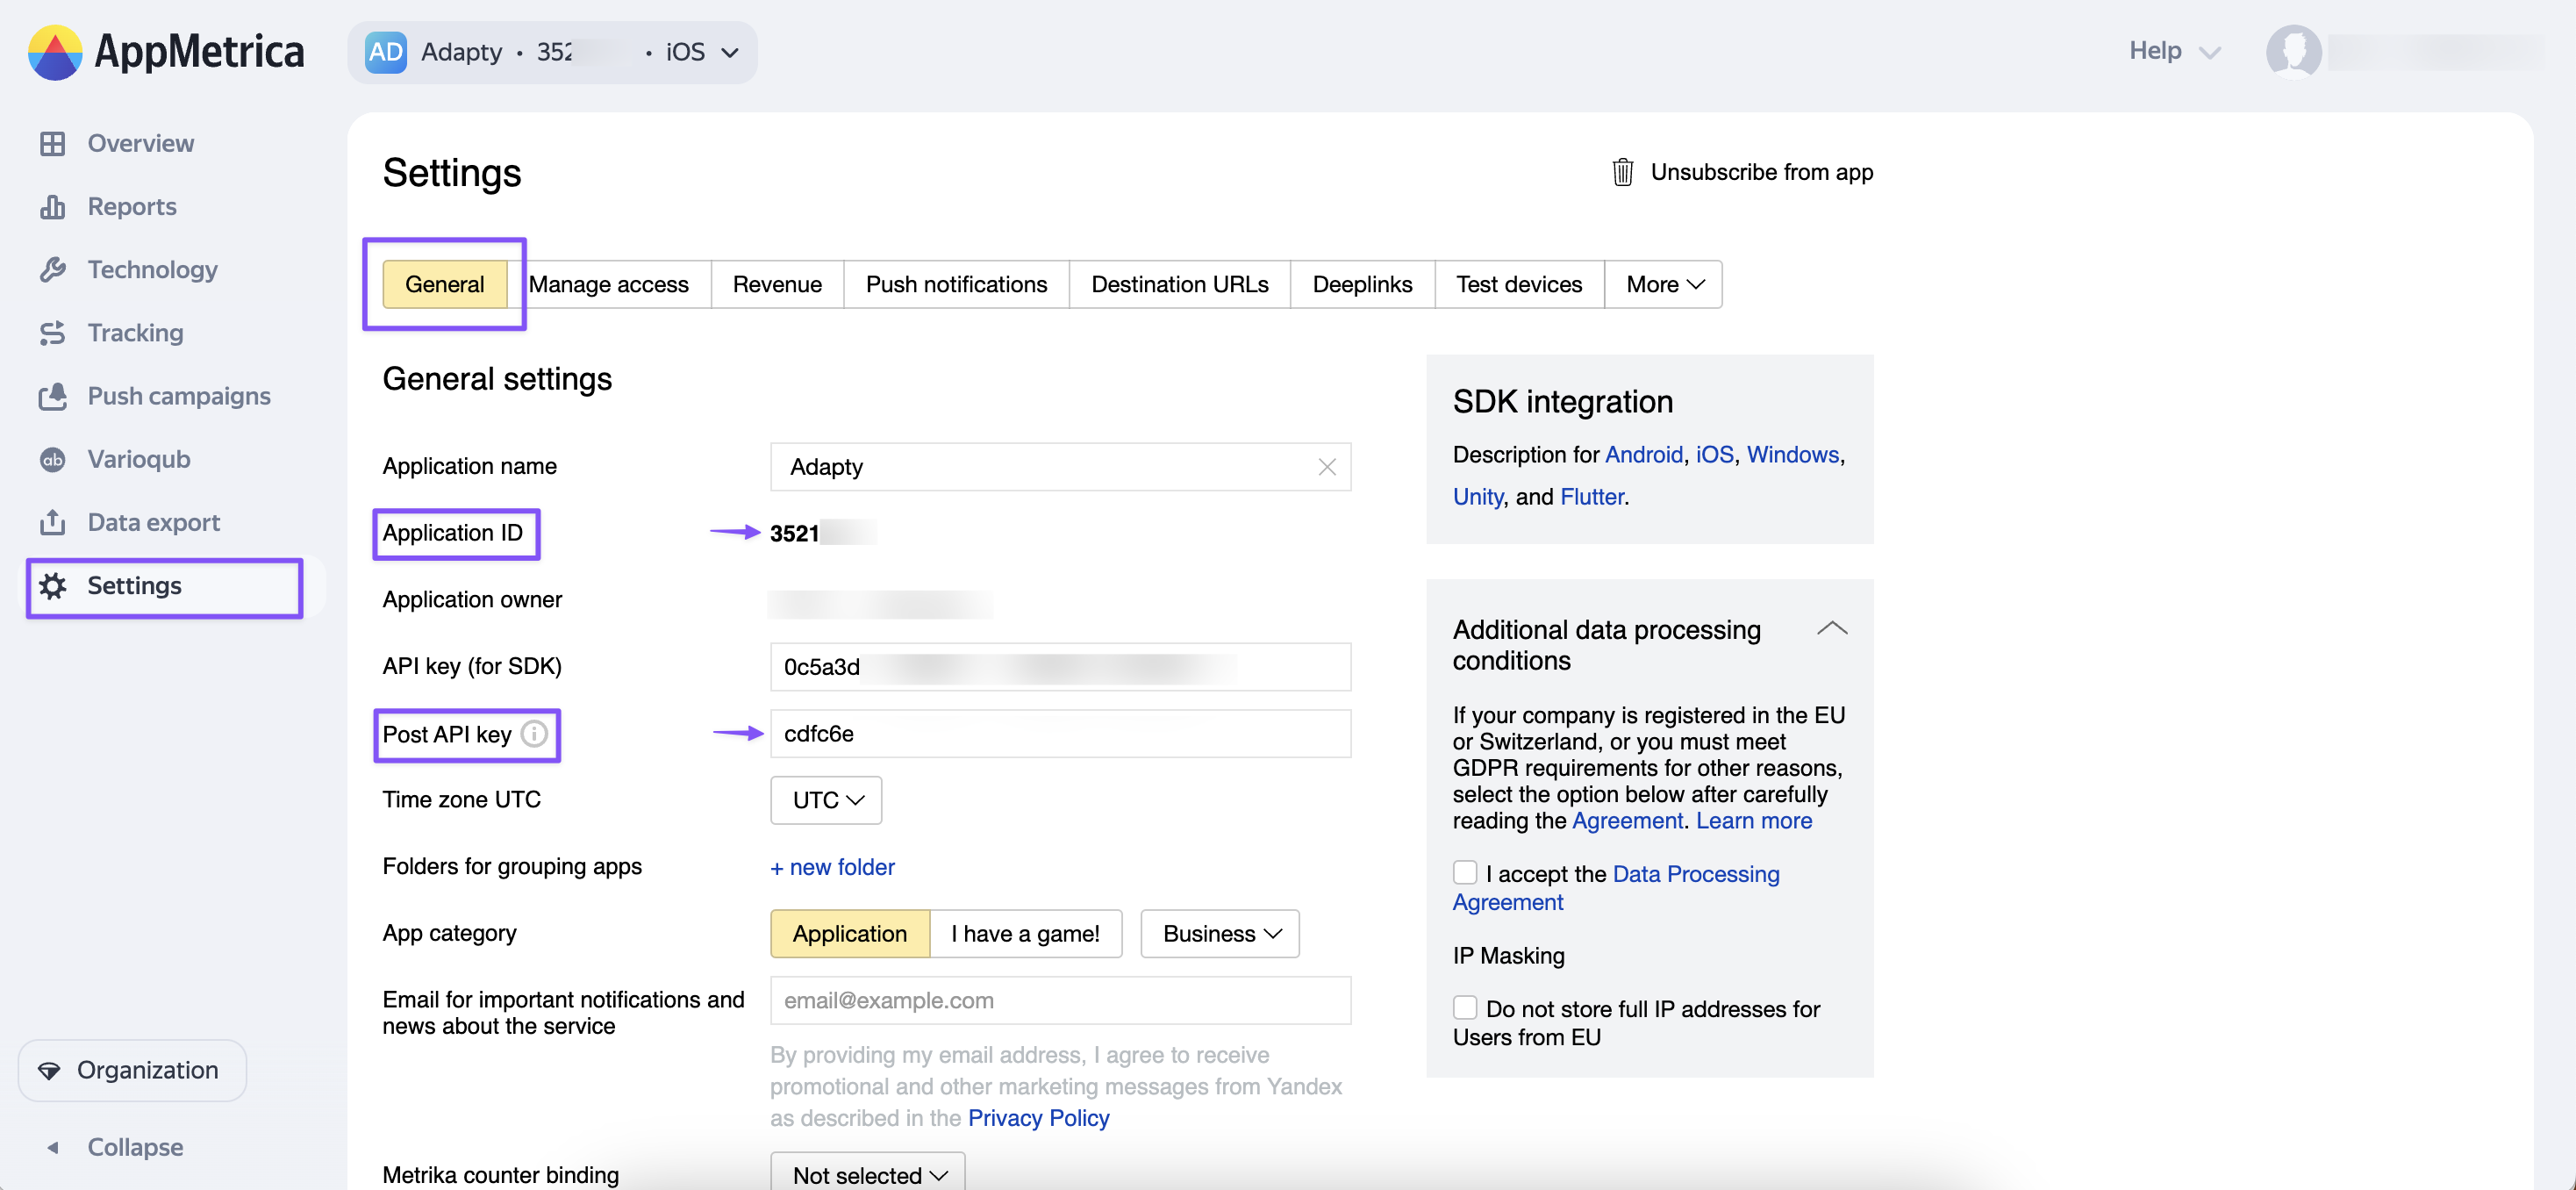 AppMetrica
AD Adapty • 352 • iOS
Help
Overview
Reports
Technology
Tracking
Push campaigns
ab Varioqub
Data export
Settings
Organization
Collapse
Settings
Unsubscribe from app
General Manage access Revenue Push notifications Destination URLs Deeplinks Test devices More
General settings
Application name Adapty
Application ID 3521
Application owner
API key (for SDK) 0c5a3d
Post API key cdfc6e
Time zone UTC UTC
Folders for grouping apps + new folder
App category Application I have a game! Business
Email for important notifications and
news about the service
email@example.com
By providing my email address, I agree to receive
promotional and other marketing messages from Yandex
as described in the Privacy Policy
Metrika counter binding Not selected
SDK integration
Description for Android, iOS, Windows,
Unity, and Flutter.
Additional data processing
conditions
If your company is registered in the EU
or Switzerland, or you must meet
GDPR requirements for other reasons,
select the option below after carefully
reading the Agreement. Learn more
I accept the Data Processing
Agreement
IP Masking
Do not store full IP addresses for
Users from EU